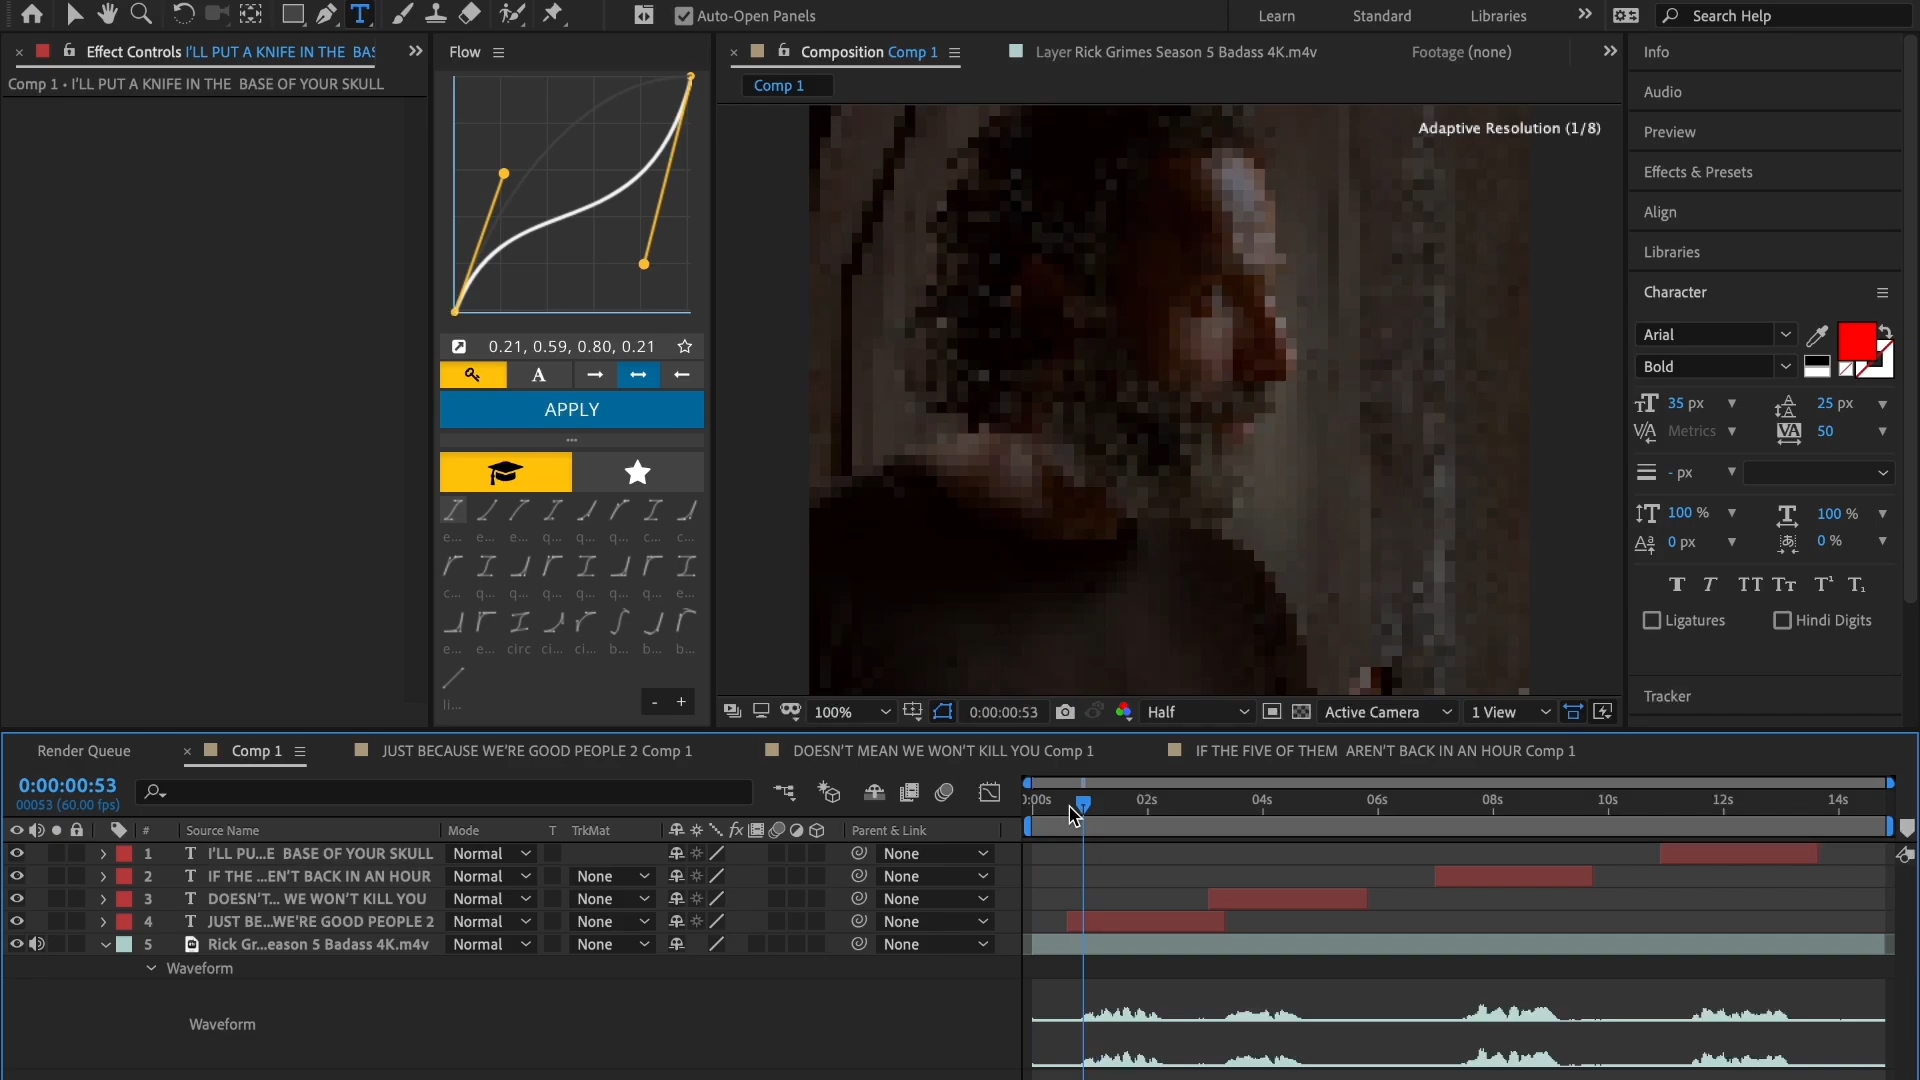 Auto-Open Panels
Learn
Standard
Libraries
Search Help
Effect Controls I'LL PUT A KNIFE IN THE BAS
Flow
Composition Comp 1
Layer Rick Grimes Season 5 Badass 4K.m4v
Footage (none)
Info
Comp 1 • I'LL PUT A KNIFE IN THE BASE OF YOUR SKULL
Comp 1
Audio
Adaptive Resolution (1/8)
Preview
Effects & Presets
Align
Libraries
Character
Arial
0.21, 0.59, 0.80, 0.21
Bold
A
APPLY
35 px
25 px
Metrics
50
- px
100 %
100 %
0 px
0 %
e... e... e... q... q... q... c... c...
c... q... q... q... q... q... q... e...
e... e... circ ci... ci... b... b... b...
li...
- +
Ligatures
Hindi Digits
Tracker
100%
0:00:00:53
Half
Active Camera
1 View
Render Queue
Comp 1
JUST BECAUSE WE'RE GOOD PEOPLE 2 Comp 1
DOESN'T MEAN WE WON'T KILL YOU Comp 1
IF THE FIVE OF THEM AREN'T BACK IN AN HOUR Comp 1
0:00:00:53
00053 (60.00 fps)
0:00s 02s 04s 06s 08s 10s 12s 14s
# Source Name Mode T TrkMat Parent & Link
1 T I'LL PU...E BASE OF YOUR SKULL Normal None
2 T IF THE ...EN'T BACK IN AN HOUR Normal None None
3 T DOESN'T... WE WON'T KILL YOU Normal None None
4 T JUST BE...WE'RE GOOD PEOPLE 2 Normal None None
5 Rick Gr...eason 5 Badass 4K.m4v Normal None None
Waveform
Waveform